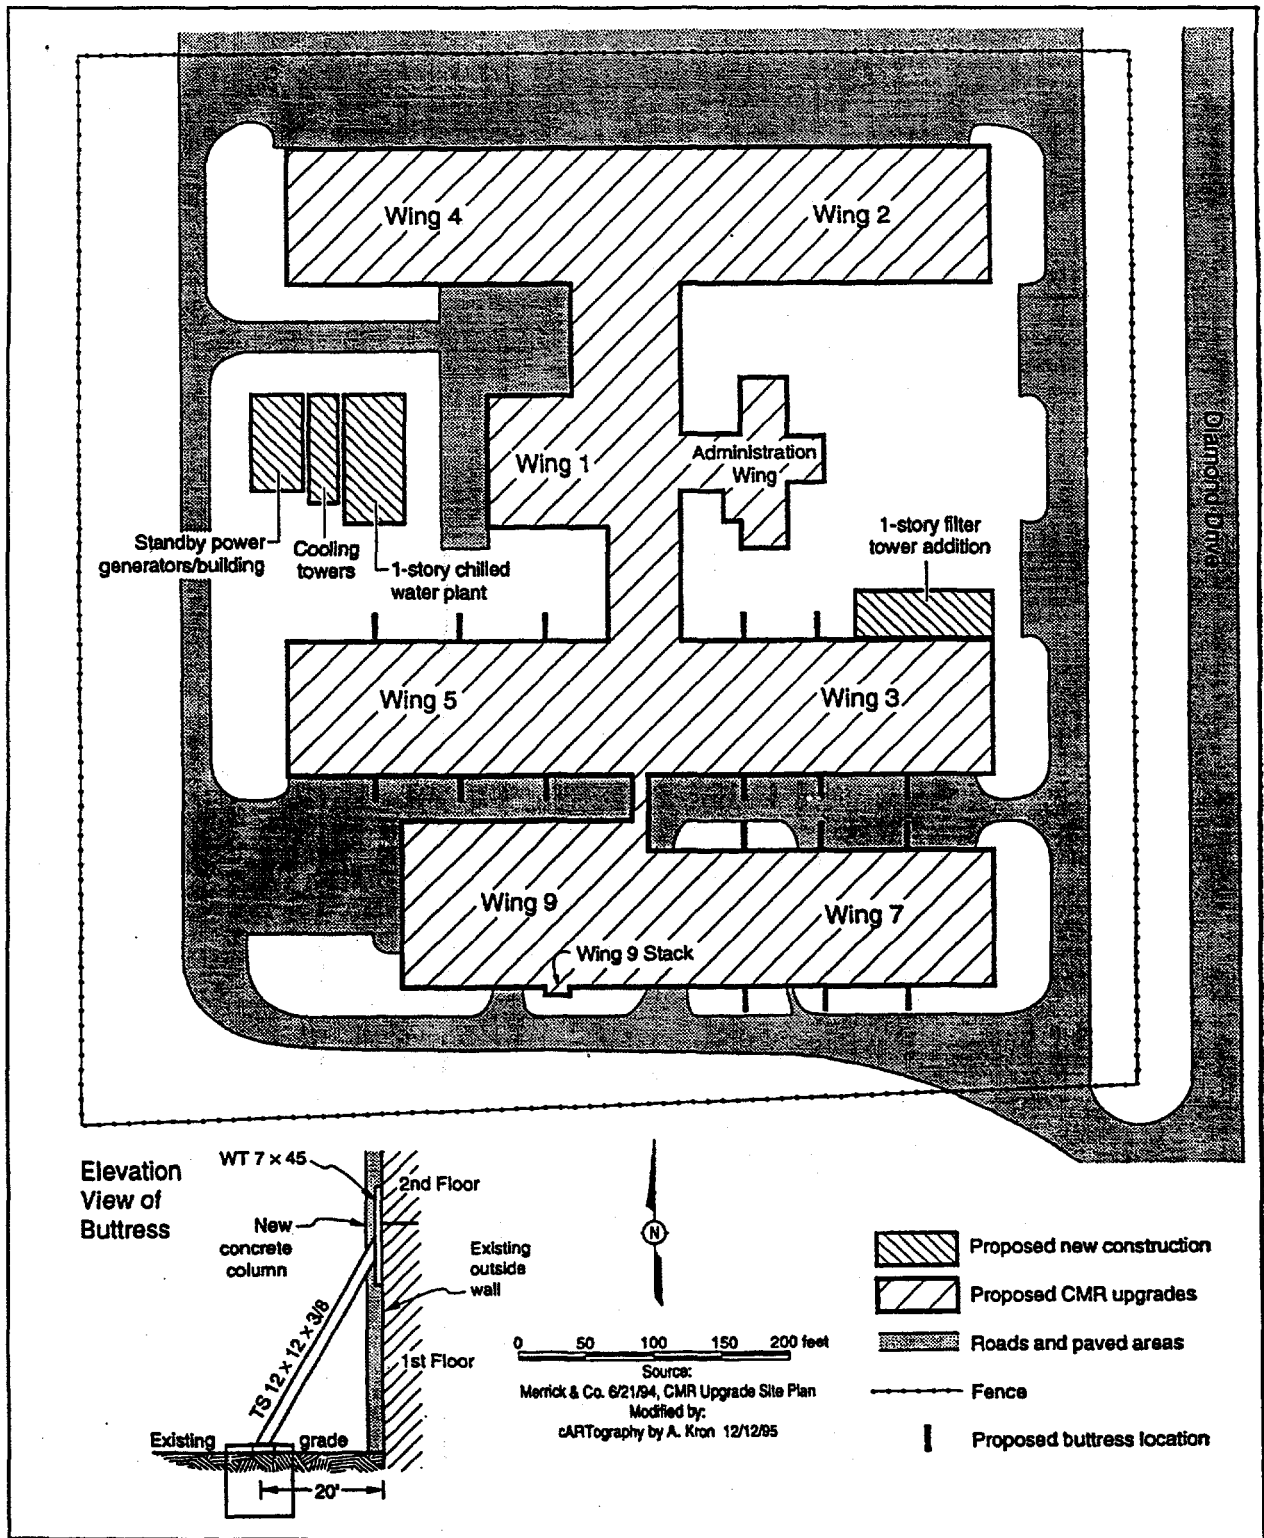 Wing 4
Wing 2
Wing 1
Administration
Wing
Diamond Drive
Standby power
generators/building
Cooling
towers
1-story chilled
water plant
1-story filter
tower addition
Wing 5
Wing 3
Wing 9
Wing 7
Wing 9 Stack
Elevation
View of
Buttress
WT 7 × 45
2nd Floor
New
concrete
column
Existing
outside
wall
TS 12 × 12 × 3/8
1st Floor
Existing grade
20'
N
0 50 100 150 200 feet
Source:
Merrick & Co. 6/21/94, CMR Upgrade Site Plan
Modified by:
cARTography by A. Kron 12/12/95
Proposed new construction
Proposed CMR upgrades
Roads and paved areas
Fence
Proposed buttress location